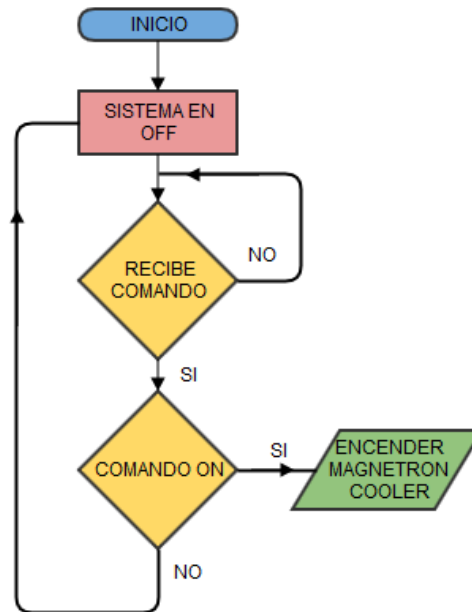 INICIO
SISTEMA EN
OFF
RECIBE
COMANDO
NO
SI
COMANDO ON
SI
ENCENDER
MAGNETRON
COOLER
NO